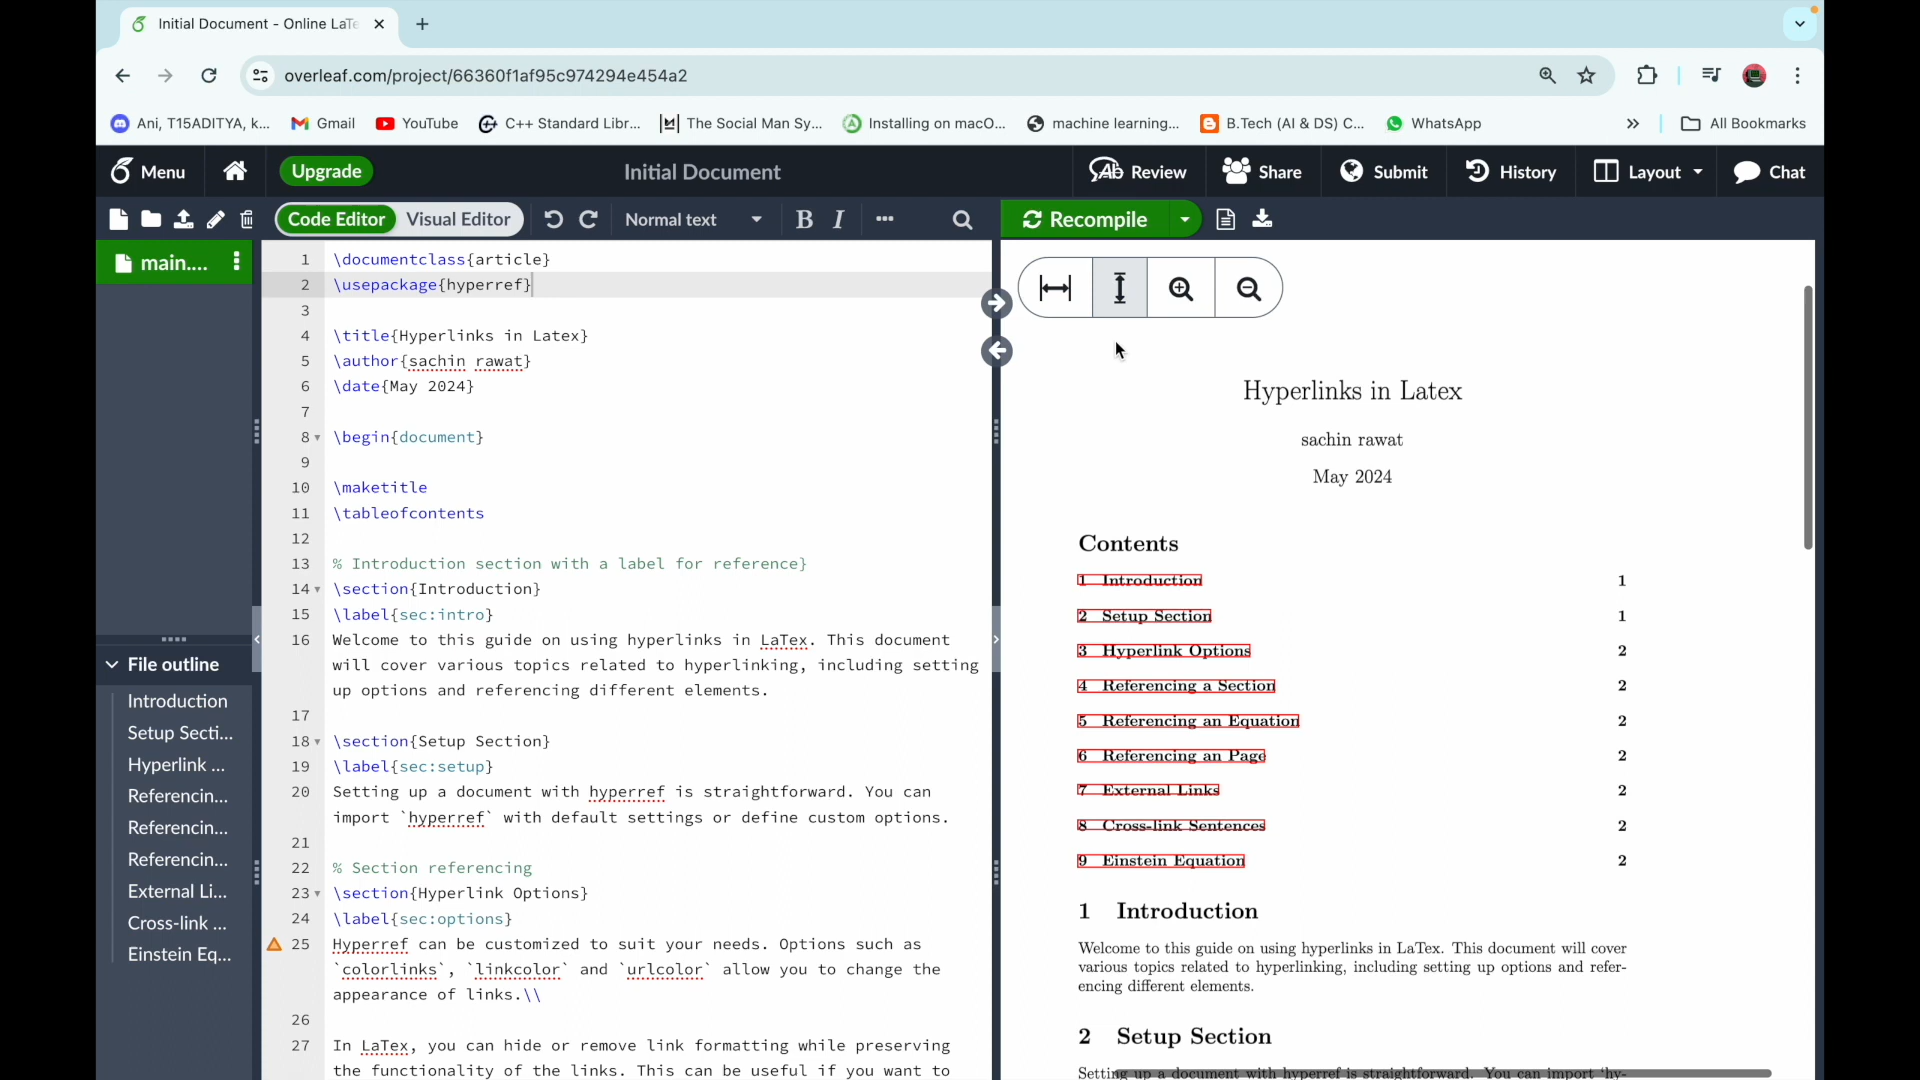 Initial Document - Online LaTe
overleaf.com/project/66360f1af95c974294e454a2
Ani, T15ADITYA, k... Gmail YouTube C++ Standard Libr... The Social Man Sy... Installing on macO... machine learning... B.Tech (AI & DS) C... WhatsApp » All Bookmarks
Menu Upgrade Initial Document Review Share Submit History Layout Chat
Code Editor Visual Editor Normal text B I ... Recompile
main....
1 \documentclass{article}
2 \usepackage{hyperref}
3
4 \title{Hyperlinks in Latex}
5 \author{sachin rawat}
6 \date{May 2024}
7
8 \begin{document}
9
10 \maketitle
11 \tableofcontents
12
13 % Introduction section with a label for reference}
14 \section{Introduction}
15 \label{sec:intro}
16 Welcome to this guide on using hyperlinks in LaTex. This document
will cover various topics related to hyperlinking, including setting
up options and referencing different elements.
17
18 \section{Setup Section}
19 \label{sec:setup}
20 Setting up a document with hyperref is straightforward. You can
import `hyperref` with default settings or define custom options.
21
22 % Section referencing
23 \section{Hyperlink Options}
24 \label{sec:options}
25 Hyperref can be customized to suit your needs. Options such as
`colorlinks`, `linkcolor` and `urlcolor` allow you to change the
appearance of links.\\
26
27 In LaTex, you can hide or remove link formatting while preserving
the functionality of the links. This can be useful if you want to
File outline
Introduction
Setup Secti...
Hyperlink ...
Referencin...
Referencin...
Referencin...
External Li...
Cross-link ...
Einstein Eq...
Hyperlinks in Latex
sachin rawat
May 2024
Contents
1 Introduction 1
2 Setup Section 1
3 Hyperlink Options 2
4 Referencing a Section 2
5 Referencing an Equation 2
6 Referencing an Page 2
7 External Links 2
8 Cross-link Sentences 2
9 Einstein Equation 2
1 Introduction
Welcome to this guide on using hyperlinks in LaTex. This document will cover
various topics related to hyperlinking, including setting up options and refer-
encing different elements.
2 Setup Section
Setting up a document with hyperref is straightforward. You can import ‘hy-